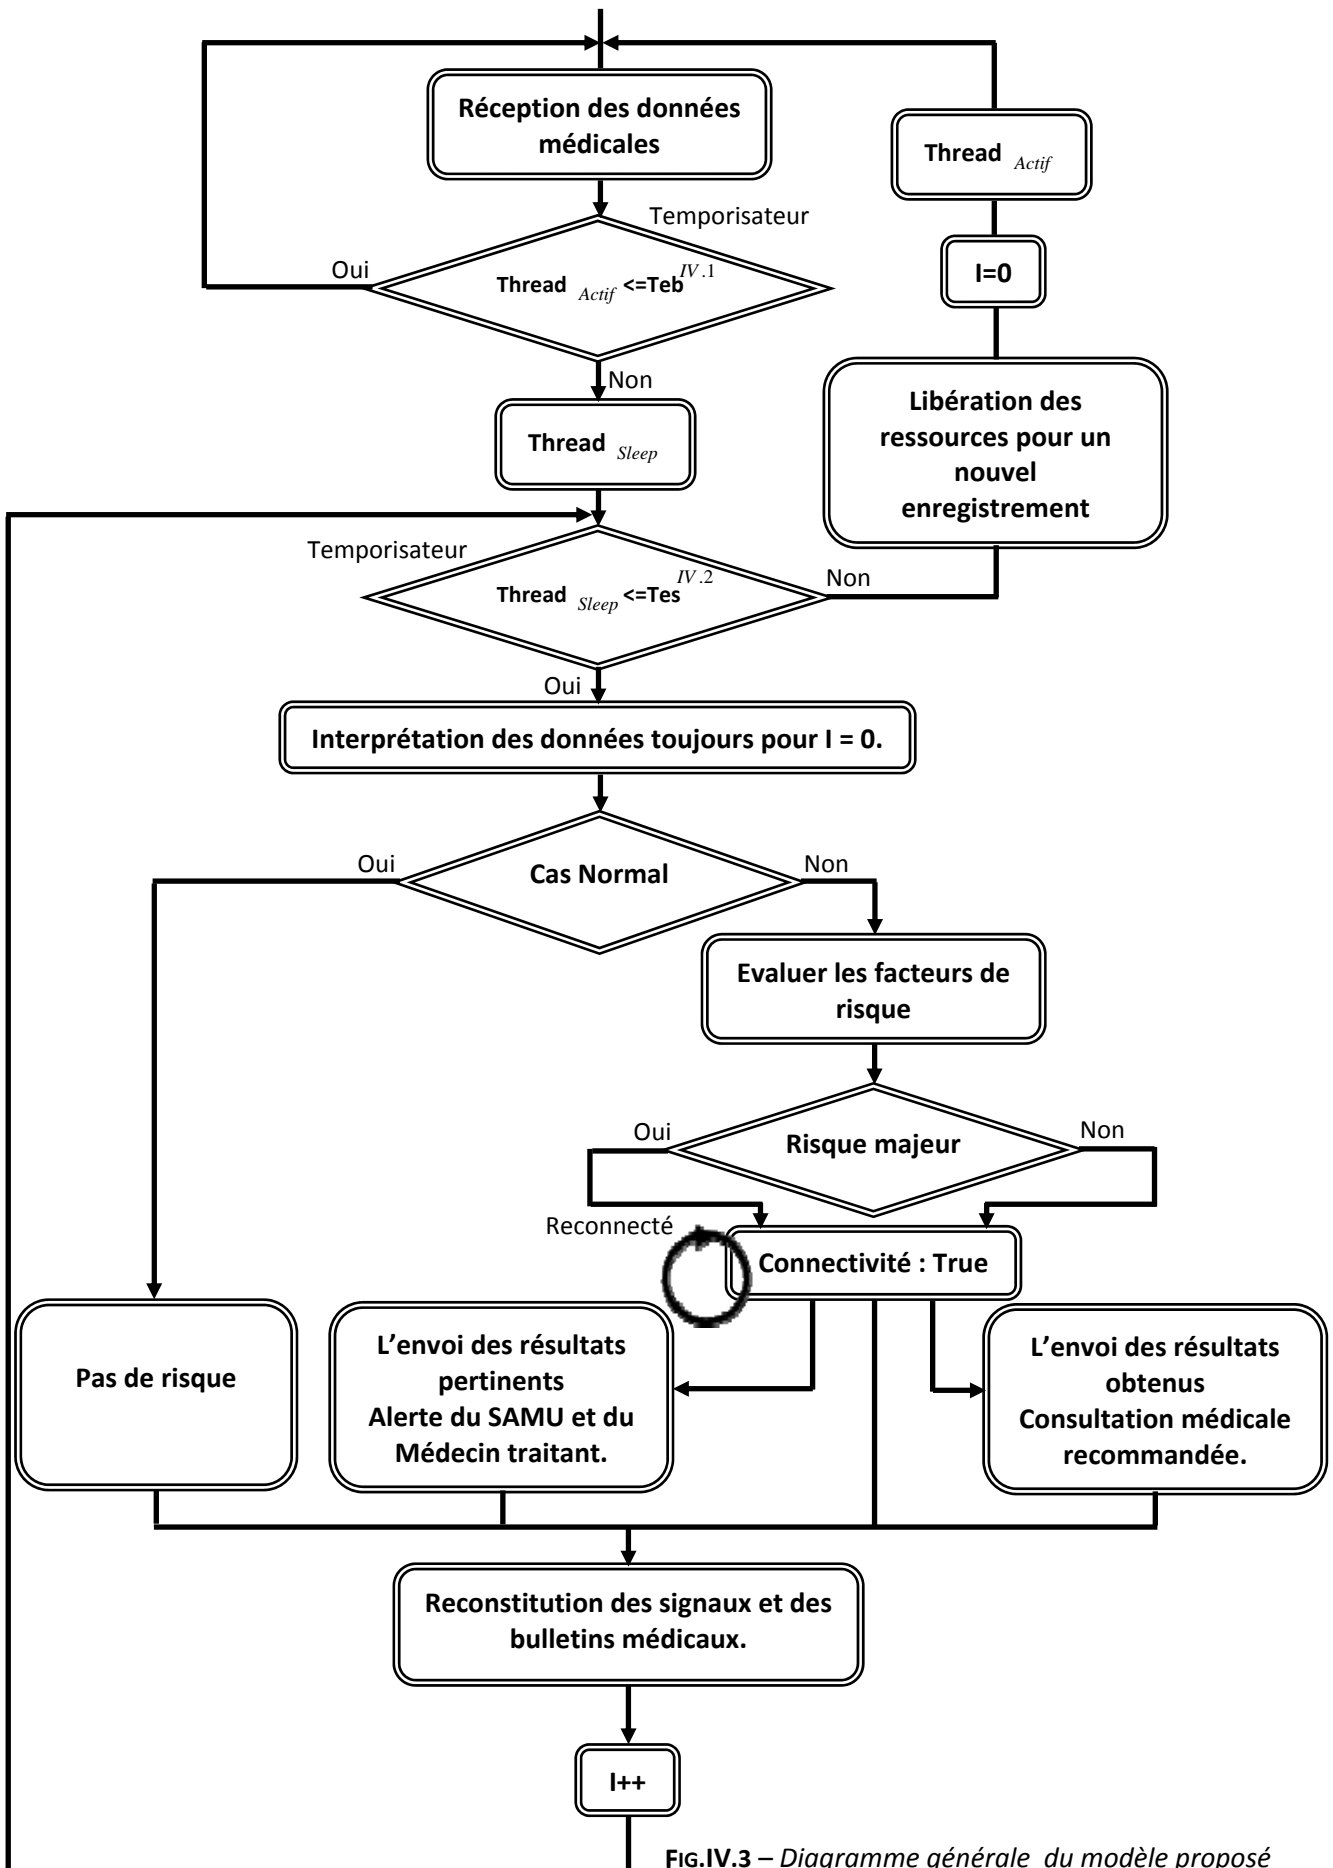 Réception des données
médicales
Thread Actif
Temporisateur
Oui
Thread Actif <=Teb IV.1
I=0
Non
Libération des
ressources pour un
nouvel
enregistrement
Thread Sleep
Temporisateur
Thread Sleep <=Tes IV.2
Non
Oui
Interprétation des données toujours pour I = 0.
Oui
Cas Normal
Non
Evaluer les facteurs de
risque
Oui
Risque majeur
Non
Reconnecté
Connectivité : True
Pas de risque
L’envoi des résultats
pertinents
Alerte du SAMU et du
Médecin traitant.
L’envoi des résultats
obtenus
Consultation médicale
recommandée.
Reconstitution des signaux et des
bulletins médicaux.
I++
FIG.IV.3 – Diagramme générale du modèle proposé